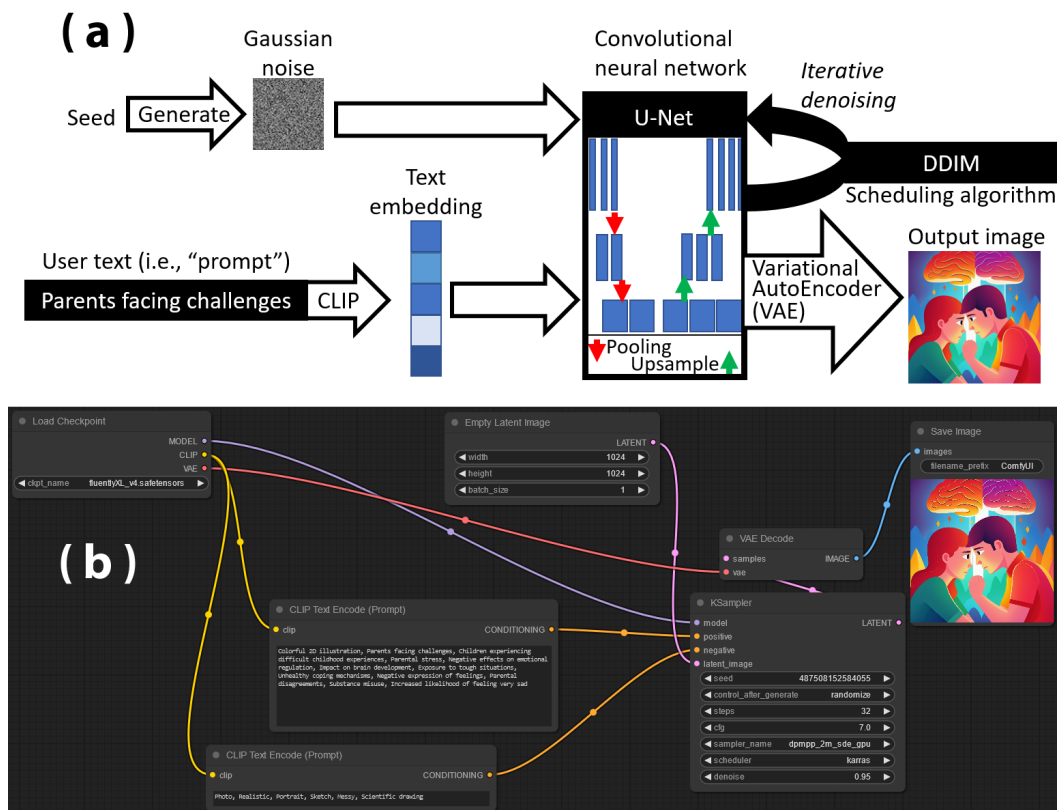 ( a )
Gaussian
noise
Seed
Generate
Convolutional
neural network
Iterative
denoising
U-Net
DDIM
Scheduling algorithm
Text
embedding
User text (i.e., “prompt”)
Parents facing challenges
CLIP
Pooling
Upsample
Variational
AutoEncoder
(VAE)
Output image
( b )
Load Checkpoint
MODEL
CLIP
VAE
ckpt_name fluentlyXL_v4.safetensors
Empty Latent Image
LATENT
width 1024
height 1024
batch_size 1
Save Image
images
filename_prefix ComfyUI
VAE Decode
samples IMAGE
vae
CLIP Text Encode (Prompt)
clip CONDITIONING
Colorful 2D illustration, Parents facing challenges, Children experiencing
difficult childhood experiences, Parental stress, Negative effects on emotional
regulation, Impact on brain development, Exposure to tough situations,
Unhealthy coping mechanisms, Negative expression of feelings, Parental
disagreements, Substance misuse, Increased likelihood of feeling very sad
CLIP Text Encode (Prompt)
clip CONDITIONING
Photo, Realistic, Portrait, Sketch, Messy, Scientific drawing
KSampler
model LATENT
positive
negative
latent_image
seed 487508152584055
control_after_generate randomize
steps 32
cfg 7.0
sampler_name dpmpp_2m_sde_gpu
scheduler karras
denoise 0.95